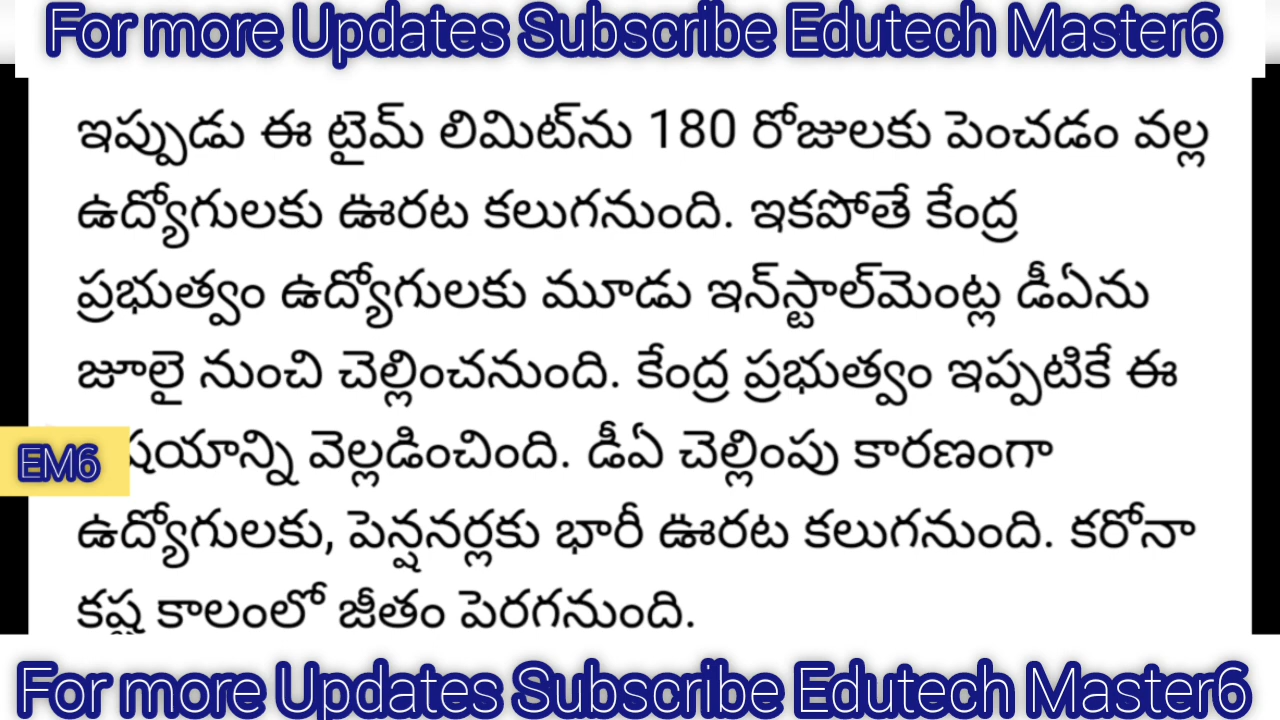 For more Updates Subscribe Edutech Master6
ఇప్పుడు ఈ టైమ్ లిమిట్‌ను 180 రోజులకు పెంచడం వల్ల
ఉద్యోగులకు ఊరట కలుగనుంది. ఇకపోతే కేంద్ర
ప్రభుత్వం ఉద్యోగులకు మూడు ఇన్‌స్టాల్‌మెంట్ల డీఏను
జూలై నుంచి చెల్లించనుంది. కేంద్ర ప్రభుత్వం ఇప్పటికే ఈ
EM6 షయాన్ని వెల్లడించింది. డీఏ చెల్లింపు కారణంగా
ఉద్యోగులకు, పెన్షనర్లకు భారీ ఊరట కలుగనుంది. కరోనా
కష్ట కాలంలో జీతం పెరగనుంది.
For more Updates Subscribe Edutech Master6